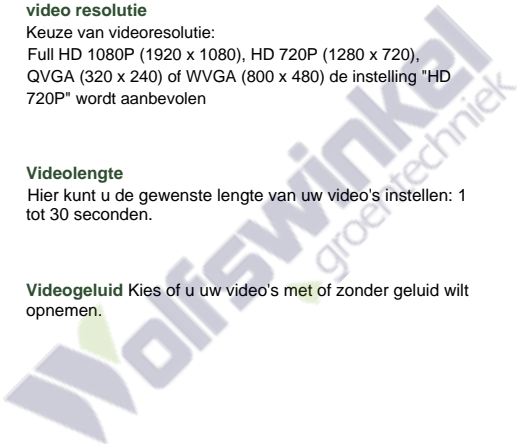 video resolutie
Keuze van videoresolutie:
Full HD 1080P (1920 x 1080), HD 720P (1280 x 720),
QVGA (320 x 240) of WVGA (800 x 480) de instelling "HD
720P" wordt aanbevolen
Videolengte
Hier kunt u de gewenste lengte van uw video's instellen: 1
tot 30 seconden.
Videogeluid Kies of u uw video's met of zonder geluid wilt
opnemen.
Wolfswinkel
groentechniek